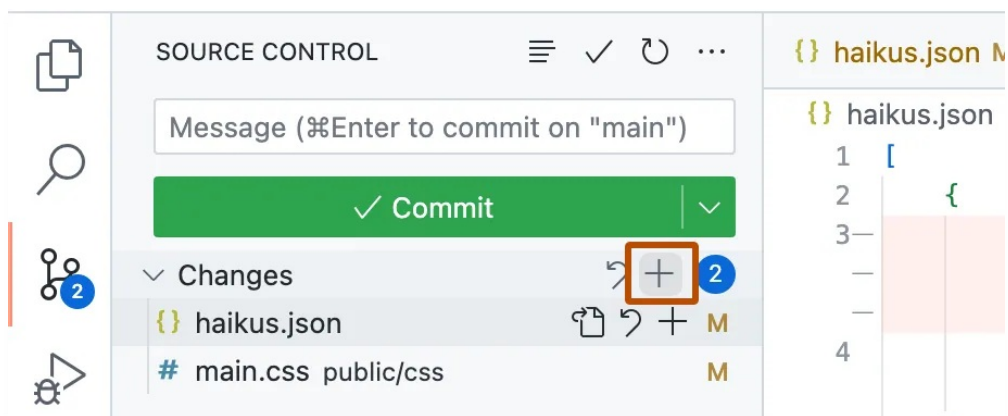 SOURCE CONTROL
Message (⌘Enter to commit on "main")
Commit
Changes 2
{} haikus.json M
# main.css public/css M
2
{} haikus.json M
{} haikus.json
1 [
2 {
3
4